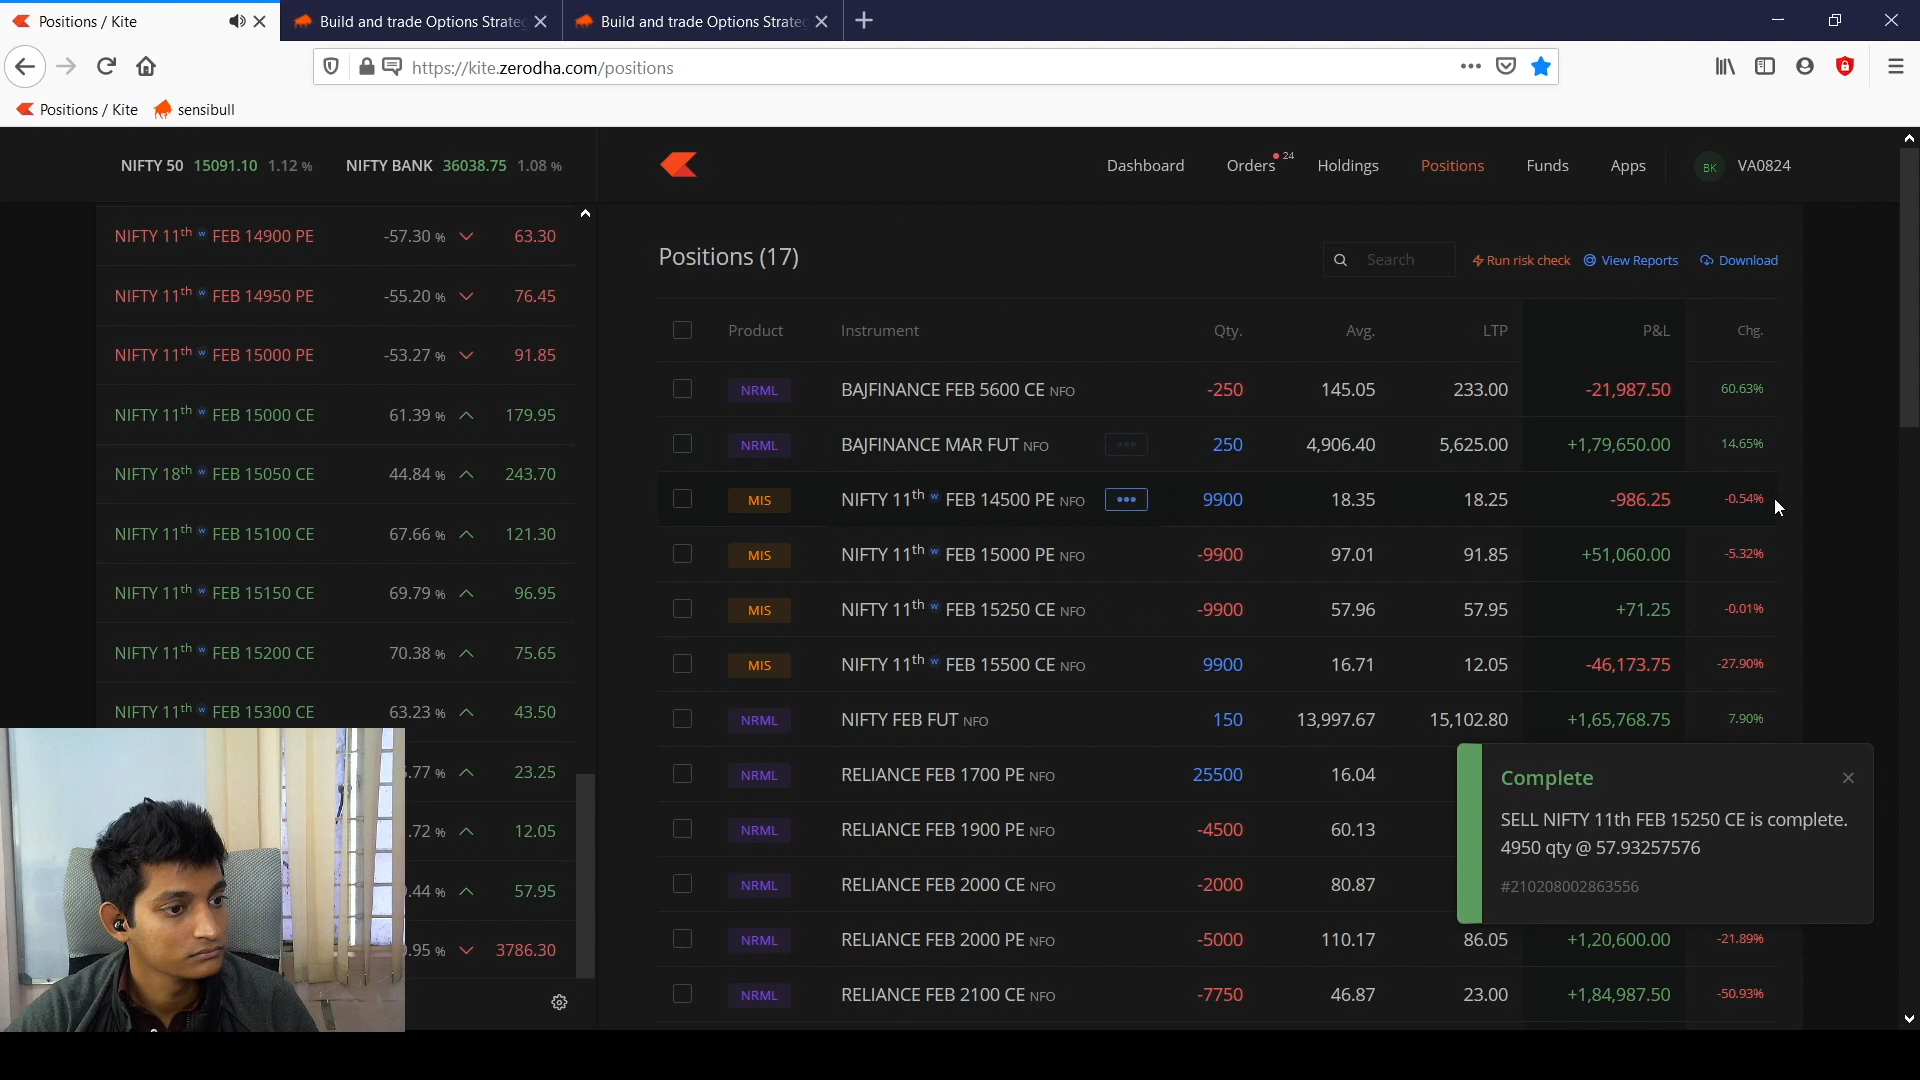 Positions / Kite
Build and trade Options Strate
Build and trade Options Strate
https://kite.zerodha.com/positions
Positions / Kite
sensibull
NIFTY 50 15091.10 1.12 %
NIFTY BANK 36038.75 1.08 %
Dashboard
Orders 24
Holdings
Positions
Funds
Apps
BK VA0824
NIFTY 11th w FEB 14900 PE -57.30 % 63.30
NIFTY 11th w FEB 14950 PE -55.20 % 76.45
NIFTY 11th w FEB 15000 PE -53.27 % 91.85
NIFTY 11th w FEB 15000 CE 61.39 % 179.95
NIFTY 18th w FEB 15050 CE 44.84 % 243.70
NIFTY 11th w FEB 15100 CE 67.66 % 121.30
NIFTY 11th w FEB 15150 CE 69.79 % 96.95
NIFTY 11th w FEB 15200 CE 70.38 % 75.65
NIFTY 11th w FEB 15300 CE 63.23 % 43.50
.77 % 23.25
.72 % 12.05
.44 % 57.95
.95 % 3786.30
Positions (17)
Search
Run risk check
View Reports
Download
Product Instrument Qty. Avg. LTP P&L Chg.
NRML BAJFINANCE FEB 5600 CE NFO -250 145.05 233.00 -21,987.50 60.63%
NRML BAJFINANCE MAR FUT NFO 250 4,906.40 5,625.00 +1,79,650.00 14.65%
MIS NIFTY 11th w FEB 14500 PE NFO 9900 18.35 18.25 -986.25 -0.54%
MIS NIFTY 11th w FEB 15000 PE NFO -9900 97.01 91.85 +51,060.00 -5.32%
MIS NIFTY 11th w FEB 15250 CE NFO -9900 57.96 57.95 +71.25 -0.01%
MIS NIFTY 11th w FEB 15500 CE NFO 9900 16.71 12.05 -46,173.75 -27.90%
NRML NIFTY FEB FUT NFO 150 13,997.67 15,102.80 +1,65,768.75 7.90%
NRML RELIANCE FEB 1700 PE NFO 25500 16.04
NRML RELIANCE FEB 1900 PE NFO -4500 60.13
NRML RELIANCE FEB 2000 CE NFO -2000 80.87
NRML RELIANCE FEB 2000 PE NFO -5000 110.17 86.05 +1,20,600.00 -21.89%
NRML RELIANCE FEB 2100 CE NFO -7750 46.87 23.00 +1,84,987.50 -50.93%
Complete
SELL NIFTY 11th FEB 15250 CE is complete.
4950 qty @ 57.93257576
#210208002863556